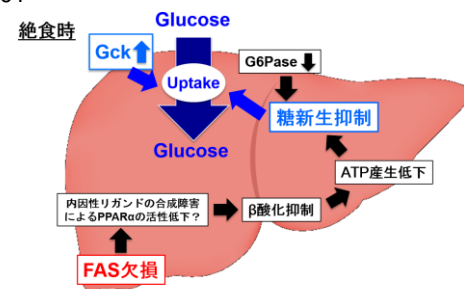 絶食時
Glucose
Gck
G6Pase
Uptake
糖新生抑制
Glucose
ATP産生低下
内因性リガンドの合成障害
によるPPARαの活性低下？
β酸化抑制
FAS欠損